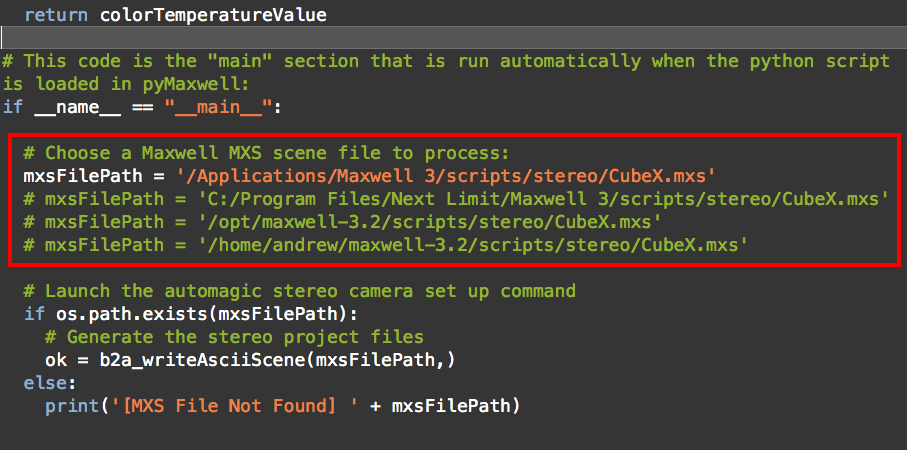 return colorTemperatureValue
# This code is the "main" section that is run automatically when the python script
is loaded in pyMaxwell:
if __name__ == "__main__":
# Choose a Maxwell MXS scene file to process:
mxsFilePath = '/Applications/Maxwell 3/scripts/stereo/CubeX.mxs'
# mxsFilePath = 'C:/Program Files/Next Limit/Maxwell 3/scripts/stereo/CubeX.mxs'
# mxsFilePath = '/opt/maxwell-3.2/scripts/stereo/CubeX.mxs'
# mxsFilePath = '/home/andrew/maxwell-3.2/scripts/stereo/CubeX.mxs'
# Launch the automagic stereo camera set up command
if os.path.exists(mxsFilePath):
# Generate the stereo project files
ok = b2a_writeAsciiScene(mxsFilePath,)
else:
print('[MXS File Not Found] ' + mxsFilePath)